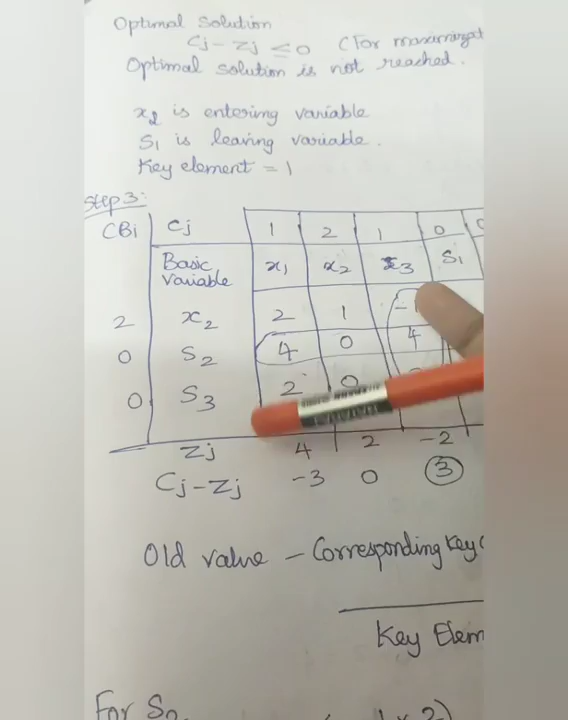 Optimal Solution
Cj - Zj ≤ 0 (For maximizat
Optimal solution is not reached.
x2 is entering variable
S1 is leaving variable.
Key element = 1
Step 3:
CBi Cj 1 2 1 0 0
Basic Variable x1 x2 x3 S1
2 x2 2 1 -1
0 S2 4 0 4
0 S3 2 0
Zj 4 2 -2
Cj-Zj -3 0 3
Old value - Corresponding Key
Key Elem
For S2